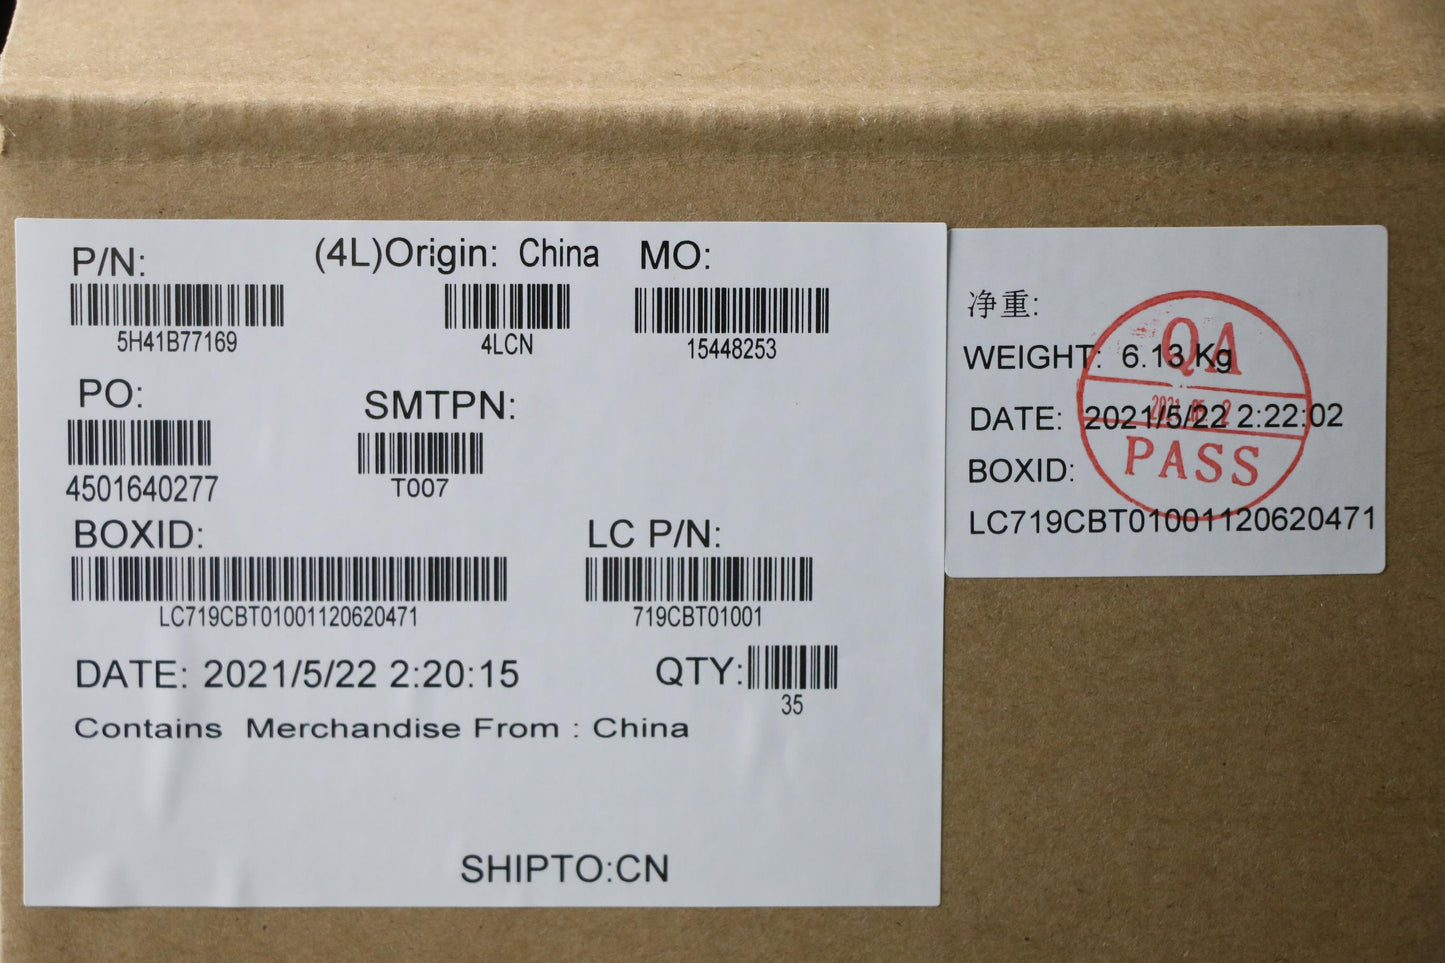 P/N:
(4L)Origin: China
MO:
5H41B77169
4LCN
15448253
PO:
SMTPN:
4501640277
T007
BOXID:
LC P/N:
LC719CBT01001120620471
719CBT01001
DATE: 2021/5/22 2:20:15
QTY:
35
Contains Merchandise From : China
SHIPTO:CN
净重:
WEIGHT: 6.13 Kg
DATE: 2021/5/22 2:22:02
BOXID:
LC719CBT01001120620471
QA
PASS